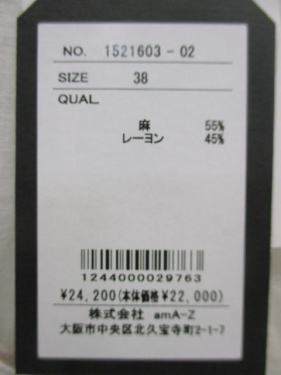 NO. 1521603-02
SIZE 38
QUAL.
麻 55%
レーヨン 45%
1244000029763
¥24,200(本体価格¥22,000)
株式会社 amA-Z
大阪市中央区北久宝寺町2-1-7